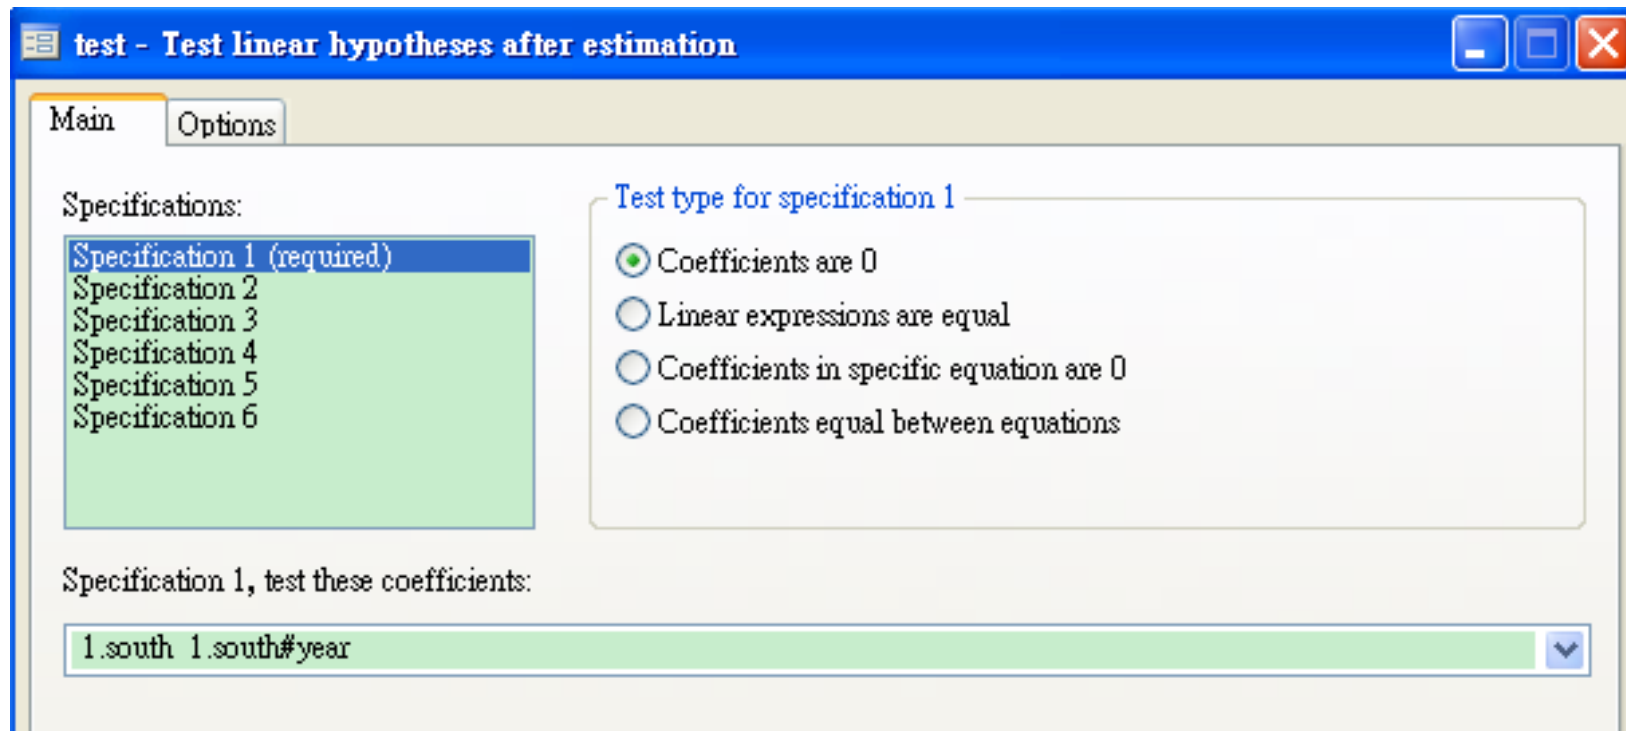 test - Test linear hypotheses after estimation
Main
Options
Specifications:
Specification 1 (required)
Specification 2
Specification 3
Specification 4
Specification 5
Specification 6
Test type for specification 1
Coefficients are 0
Linear expressions are equal
Coefficients in specific equation are 0
Coefficients equal between equations
Specification 1, test these coefficients:
1.south 1.south#year